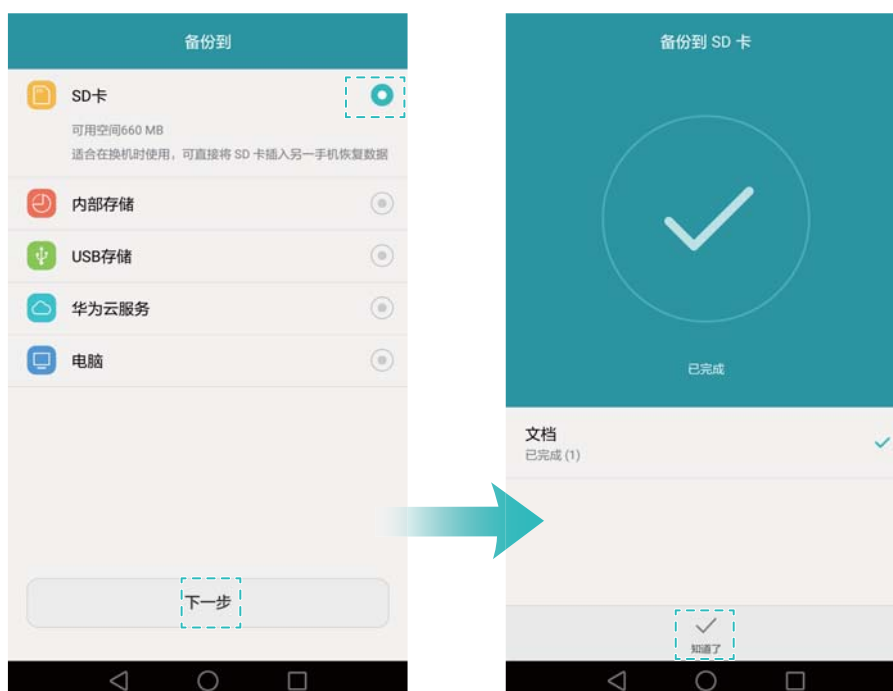 备份到
SD卡
可用空间660 MB
适合在换机时使用，可直接将 SD 卡插入另一手机恢复数据
内部存储
USB存储
华为云服务
电脑
下一步
备份到 SD 卡
已完成
文档
已完成 (1)
知道了